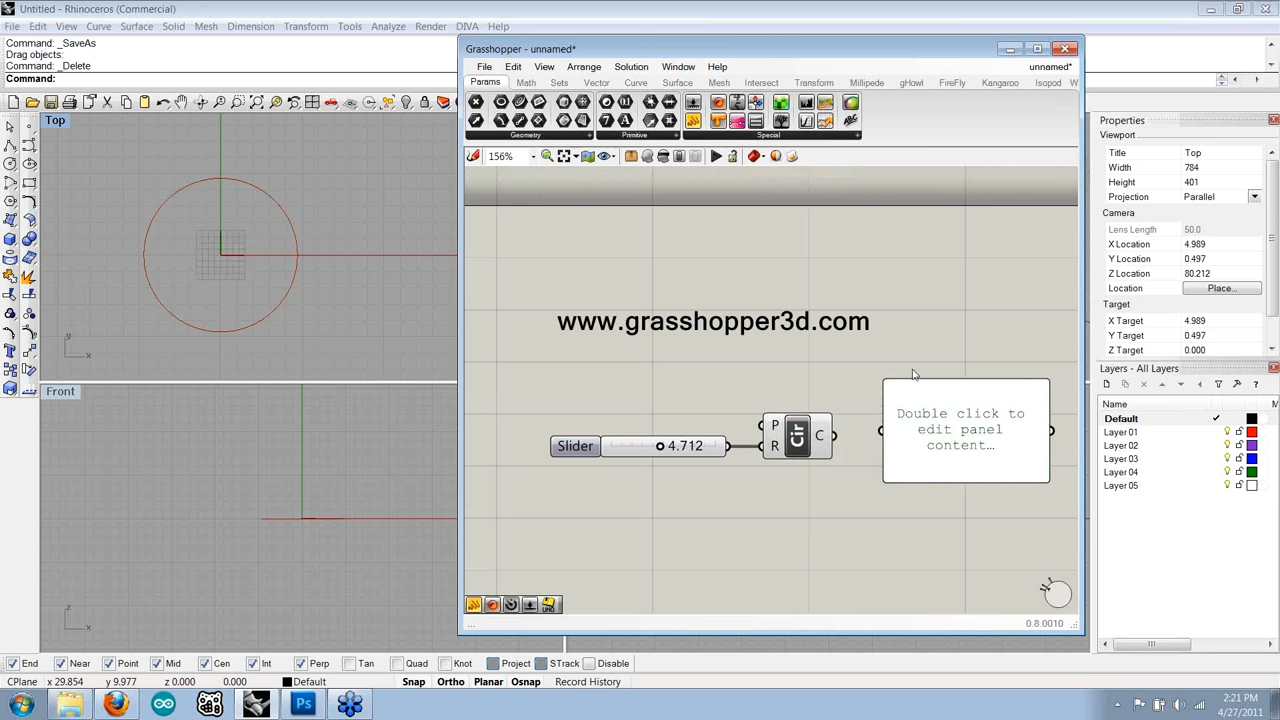 Untitled - Rhinoceros (Commercial)
File Edit View Curve Surface Solid Mesh Dimension Transform Tools Analyze Render DIVA Help
Command: _SaveAs
Drag objects:
Command: _Delete
Command:
Top
y
x
Front
z
x
Grasshopper - unnamed*
File Edit View Arrange Solution Window Help
unnamed*
Params Math Sets Vector Curve Surface Mesh Intersect Transform Millipede gHowl FireFly Kangaroo Isopod W
Geometry Primitive Special
156%
www.grasshopper3d.com
Slider 4.712
P
R
Cir
C
Double click to
edit panel
content…
...
0.8.0010
Properties
Viewport
Title Top
Width 784
Height 401
Projection Parallel
Camera
Lens Length 50.0
X Location 4.989
Y Location 0.497
Z Location 80.212
Location Place...
Target
X Target 4.989
Y Target 0.497
Z Target 0.000
Layers - All Layers
Name M
Default
Layer 01
Layer 02
Layer 03
Layer 04
Layer 05
End Near Point Mid Cen Int Perp Tan Quad Knot Project STrack Disable
CPlane x 29.854 y 9.977 z 0.000 0.000 Default Snap Ortho Planar Osnap Record History
2:21 PM
4/27/2011